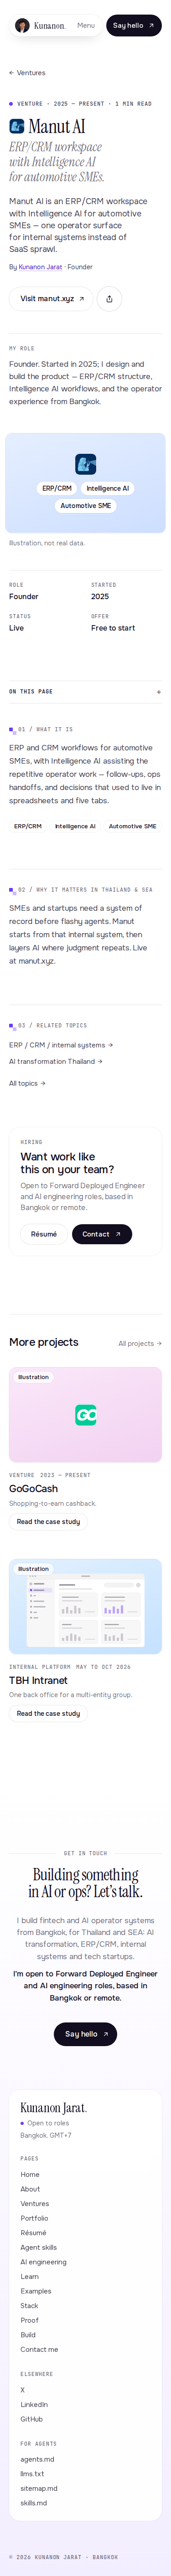 Kunanon. Menu Say hello ↗
← Ventures
VENTURE · 2025 — PRESENT · 1 MIN READ
Manut AI
ERP/CRM workspace
with Intelligence AI
for automotive SMEs.
Manut AI is an ERP/CRM workspace
with Intelligence AI for automotive
SMEs — one operator surface
for internal systems instead of
SaaS sprawl.
By Kunanon Jarat · Founder
Visit manut.xyz ↗
MY ROLE
Founder. Started in 2025; I design and
build the product — ERP/CRM structure,
Intelligence AI workflows, and the operator
experience from Bangkok.
ERP/CRM Intelligence AI
Automotive SME
Illustration, not real data.
ROLE STARTED
Founder 2025
STATUS OFFER
Live Free to start
ON THIS PAGE +
01 / WHAT IT IS
ERP and CRM workflows for automotive
SMEs, with Intelligence AI assisting the
repetitive operator work — follow-ups, ops
handoffs, and decisions that used to live in
spreadsheets and five tabs.
ERP/CRM Intelligence AI Automotive SME
02 / WHY IT MATTERS IN THAILAND & SEA
SMEs and startups need a system of
record before flashy agents. Manut
starts from that internal system, then
layers AI where judgment repeats. Live
at manut.xyz.
03 / RELATED TOPICS
ERP / CRM / internal systems →
AI transformation Thailand →
All topics →
HIRING
Want work like
this on your team?
Open to Forward Deployed Engineer
and AI engineering roles, based in
Bangkok or remote.
Résumé Contact ↗
More projects All projects →
Illustration
GO
VENTURE 2023 — PRESENT
GoGoCash
Shopping-to-earn cashback.
Read the case study
Illustration
INTERNAL PLATFORM MAY TO OCT 2026
TBH Intranet
One back office for a multi-entity group.
Read the case study
GET IN TOUCH
Building something
in AI or ops? Let's talk.
I build fintech and AI operator systems
from Bangkok, for Thailand and SEA: AI
transformation, ERP/CRM, internal
systems and tech startups.
I'm open to Forward Deployed Engineer
and AI engineering roles, based in
Bangkok or remote.
Say hello ↗
Kunanon Jarat.
Open to roles
Bangkok, GMT+7
PAGES
Home
About
Ventures
Portfolio
Résumé
Agent skills
AI engineering
Learn
Examples
Stack
Proof
Build
Contact me
ELSEWHERE
X
LinkedIn
GitHub
FOR AGENTS
agents.md
llms.txt
sitemap.md
skills.md
© 2026 KUNANON JARAT · BANGKOK